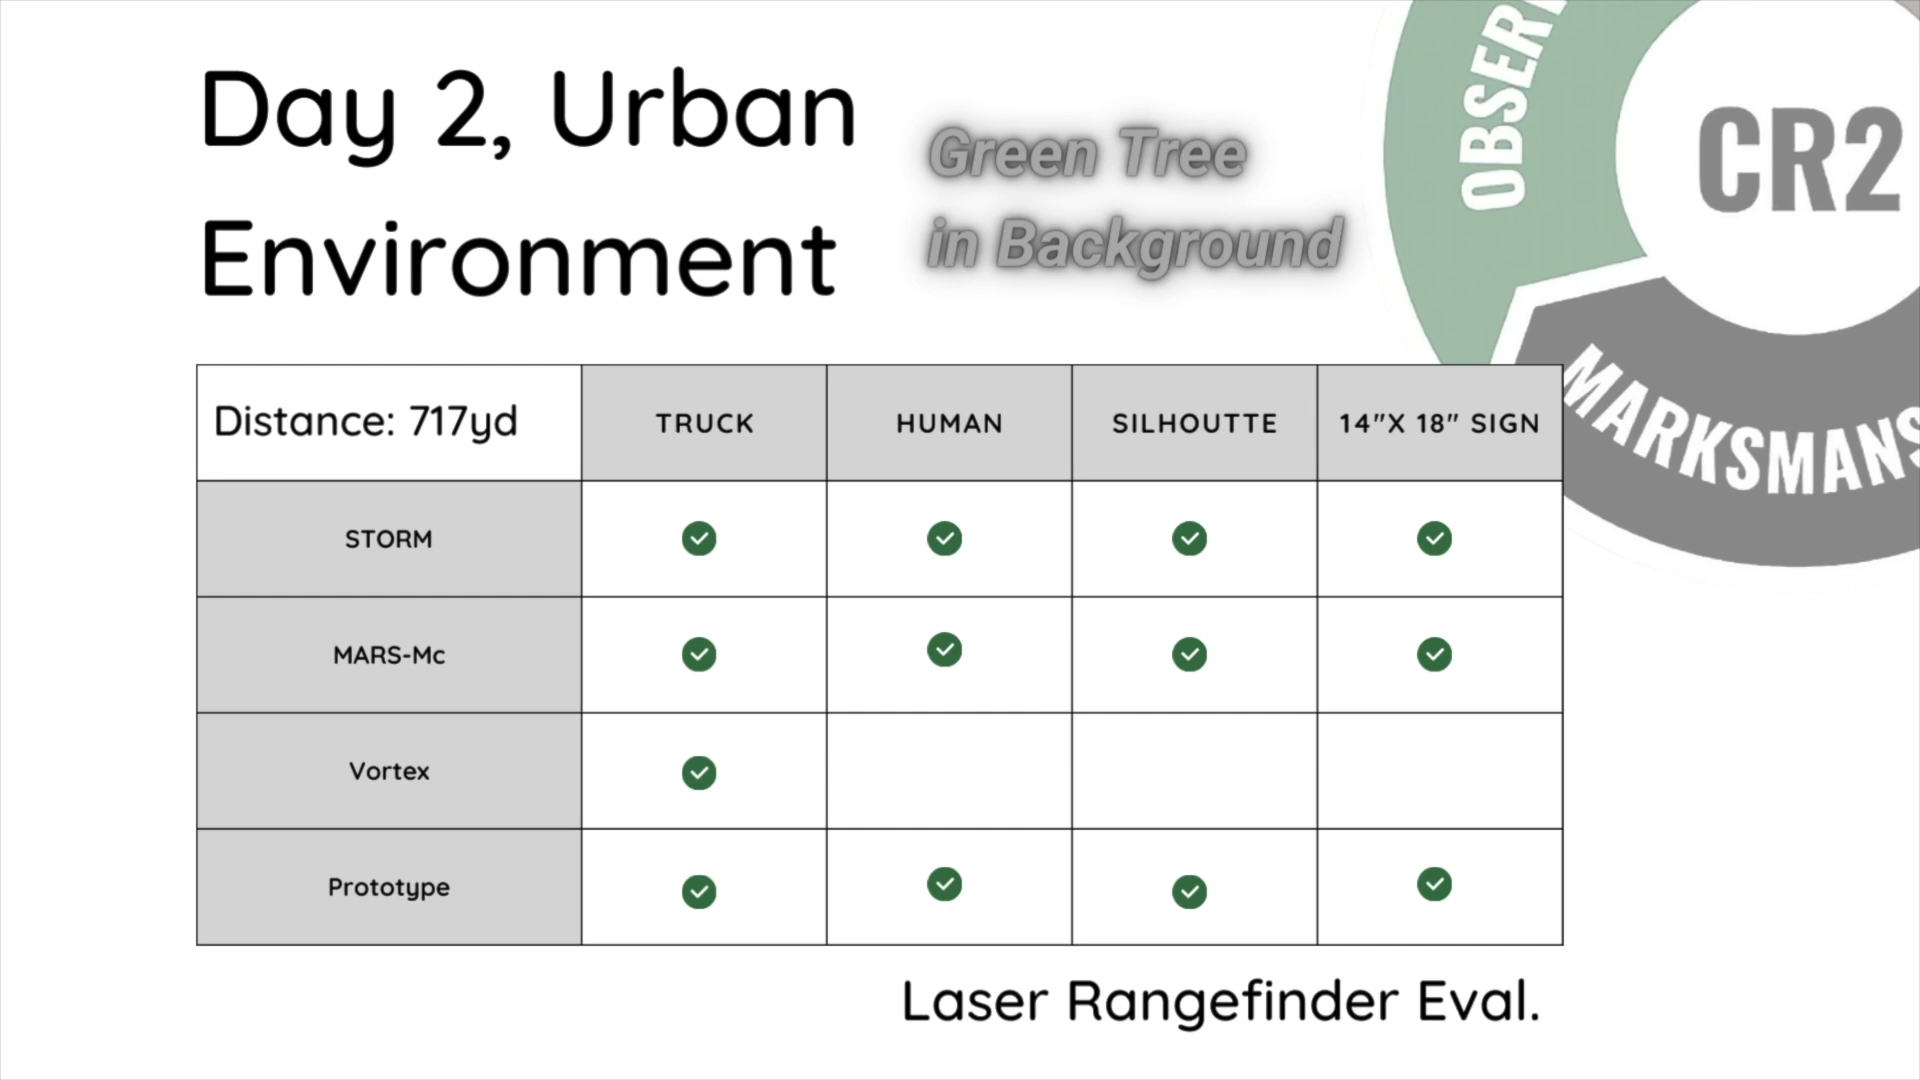 Day 2, Urban
Environment
Green Tree
in Background
OBSER
CR2
MARKSMANS
Distance: 717yd
TRUCK
HUMAN
SILHOUTTE
14"X 18" SIGN
STORM
MARS-Mc
Vortex
Prototype
Laser Rangefinder Eval.